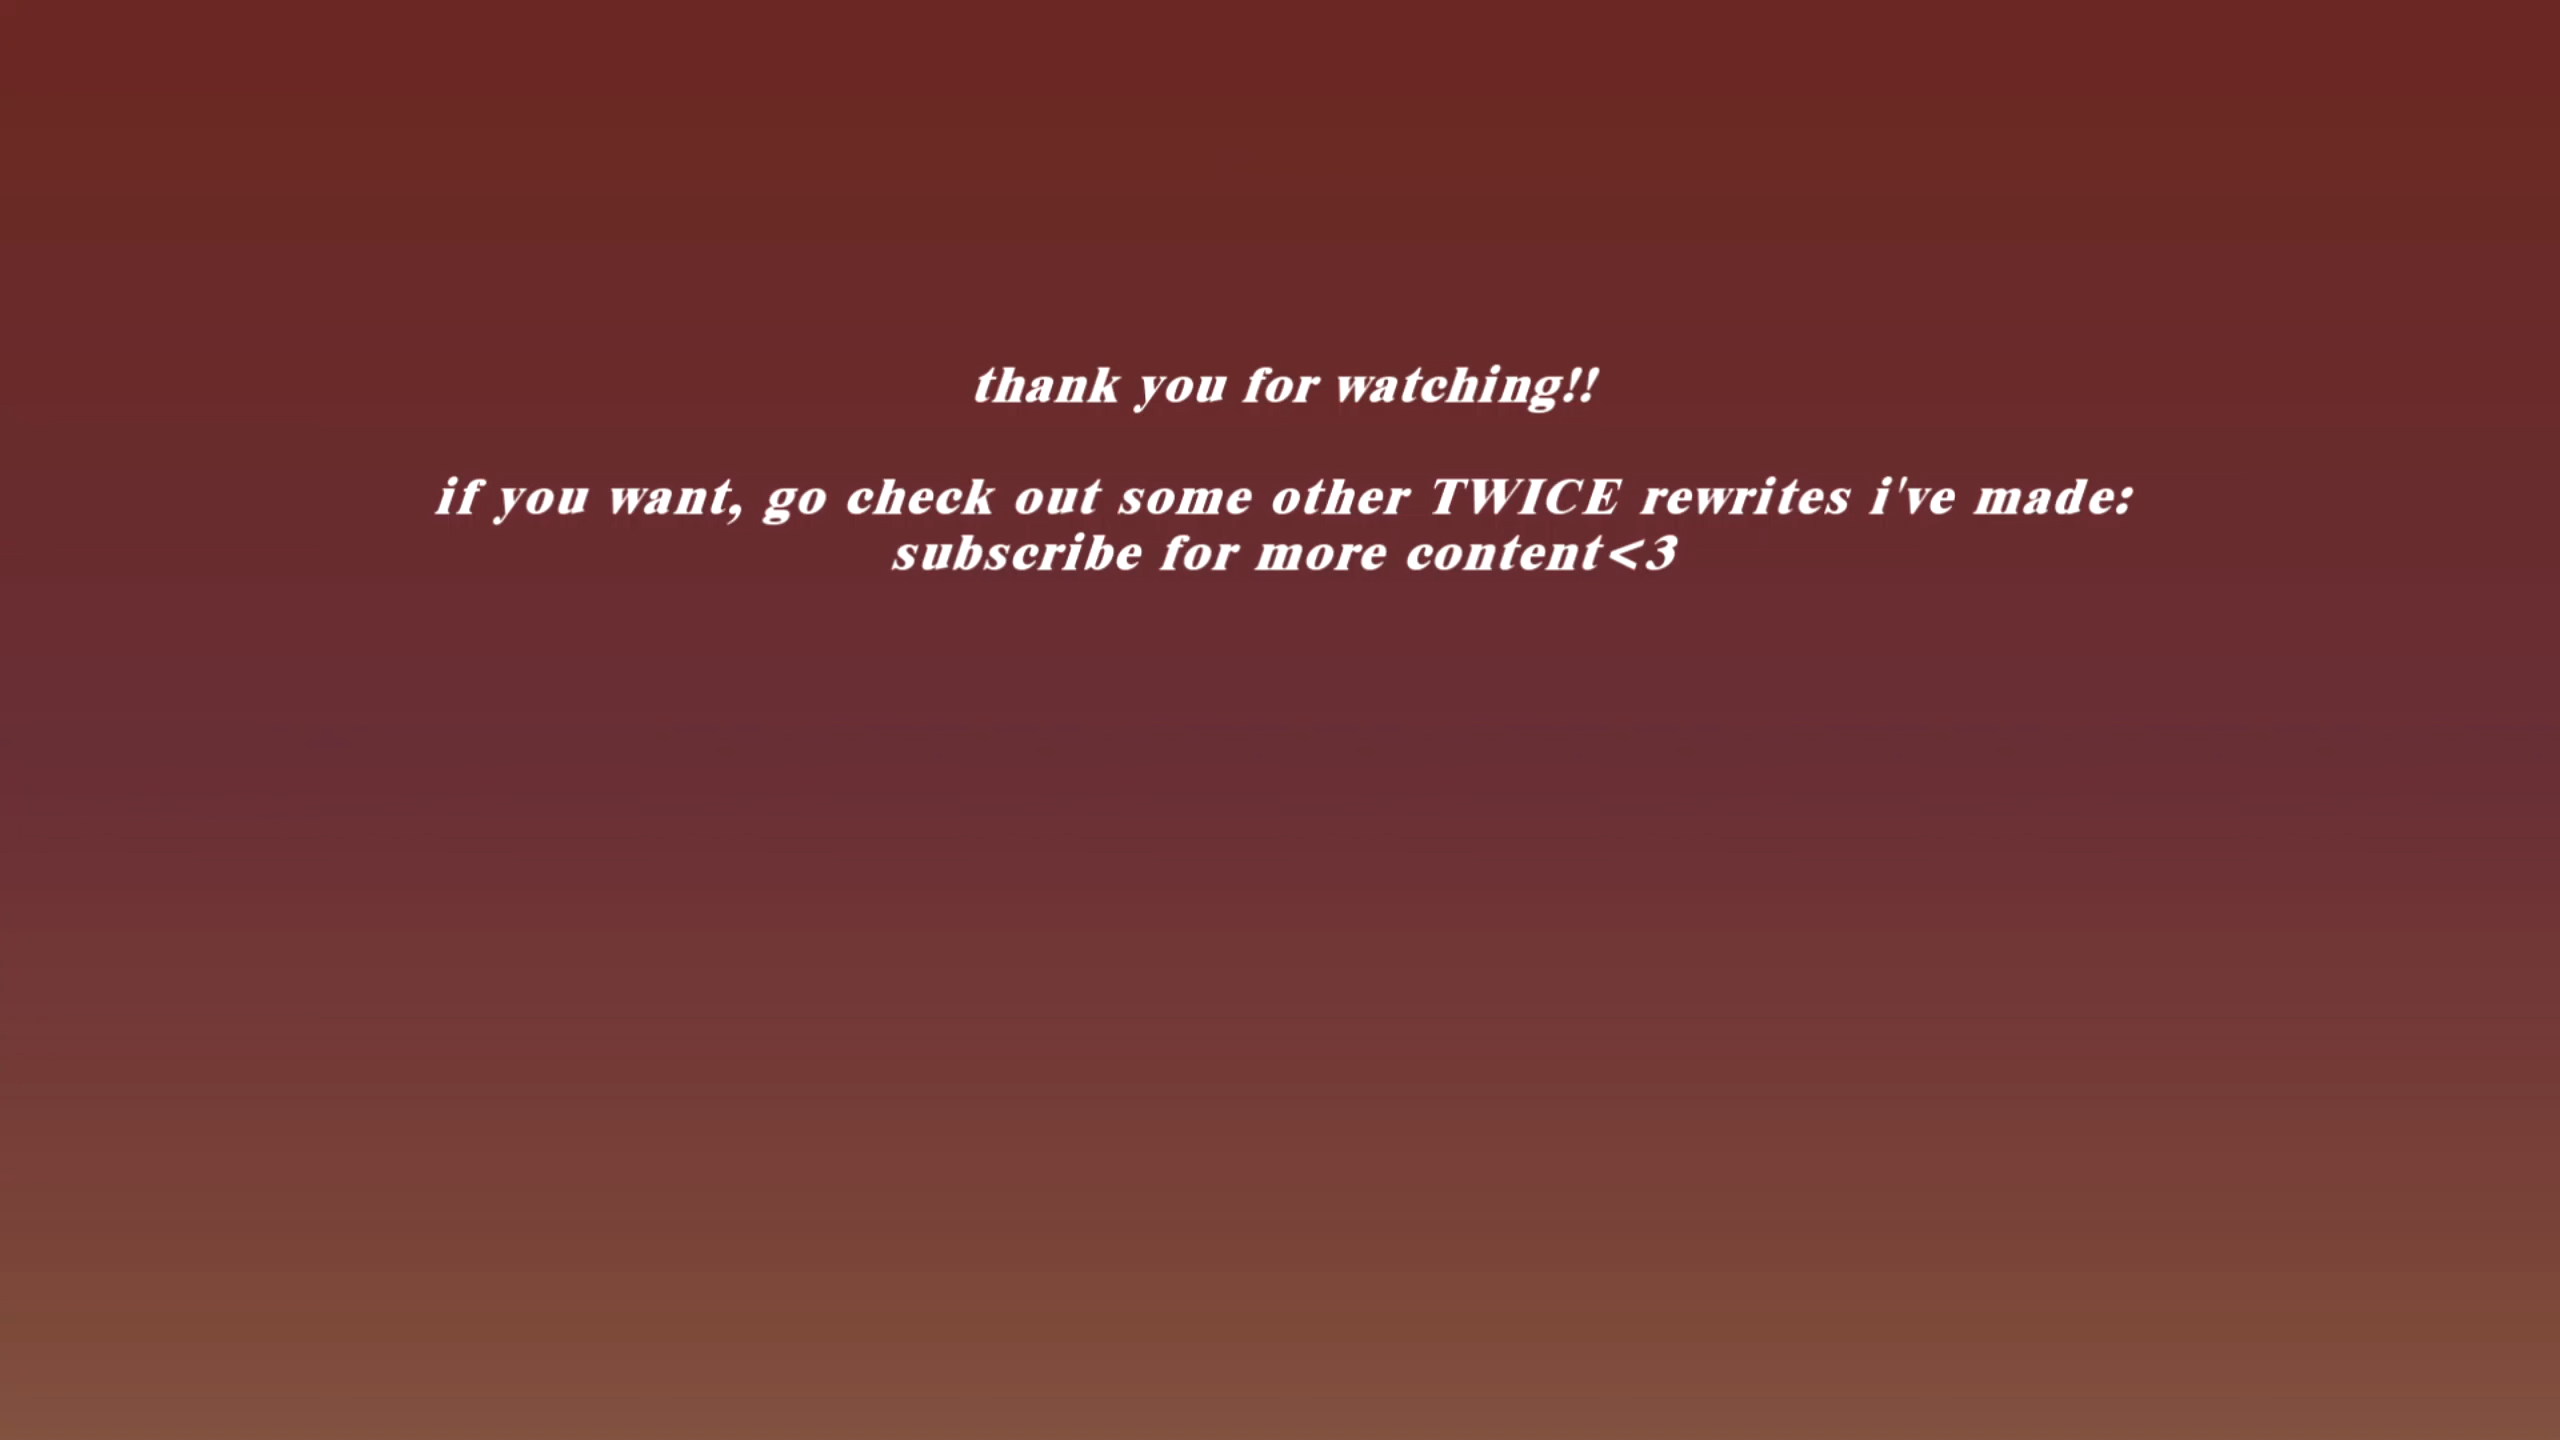 thank you for watching!!
if you want, go check out some other TWICE rewrites i've made:
subscribe for more content<3